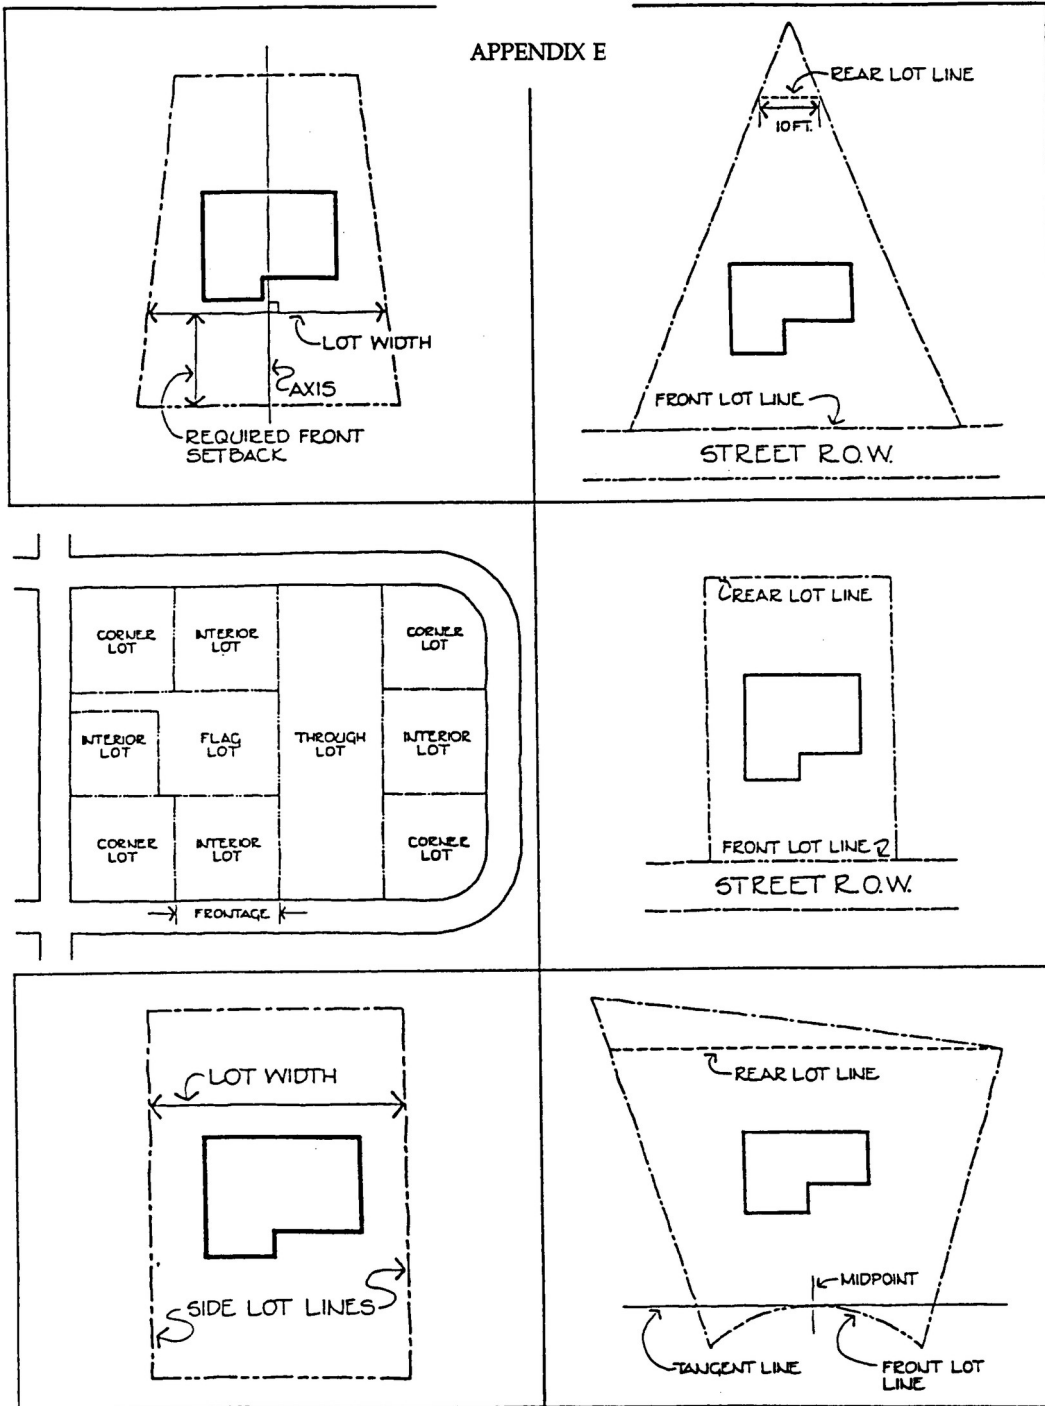 APPENDIX E
LOT WIDTH
AXIS
REQUIRED FRONT
SETBACK
REAR LOT LINE
10FT.
FRONT LOT LINE
STREET R.O.W.
CORNER
LOT
INTERIOR
LOT
CORNER
LOT
INTERIOR
LOT
FLAG
LOT
THROUGH
LOT
INTERIOR
LOT
CORNER
LOT
INTERIOR
LOT
CORNER
LOT
FRONTAGE
REAR LOT LINE
FRONT LOT LINE
STREET R.O.W.
LOT WIDTH
SIDE LOT LINES
REAR LOT LINE
MIDPOINT
TANGENT LINE
FRONT LOT
LINE